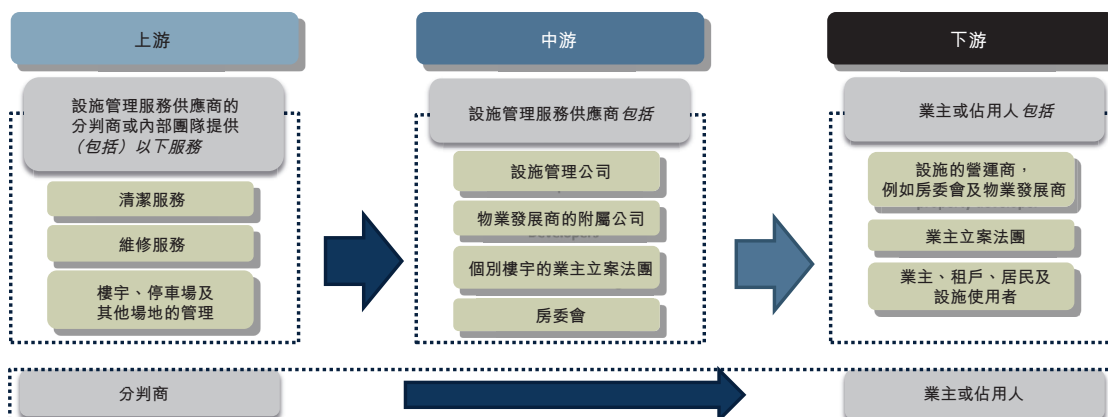 上游
設施管理服務供應商的
分判商或內部團隊提供
（包括）以下服務
清潔服務
維修服務
樓宇、停車場及
其他場地的管理
中游
設施管理服務供應商包括
設施管理公司
物業發展商的附屬公司
個別樓宇的業主立案法團
房委會
下游
業主或佔用人包括
設施的營運商，
例如房委會及物業發展商
業主立案法團
業主、租戶、居民及
設施使用者
分判商
業主或佔用人